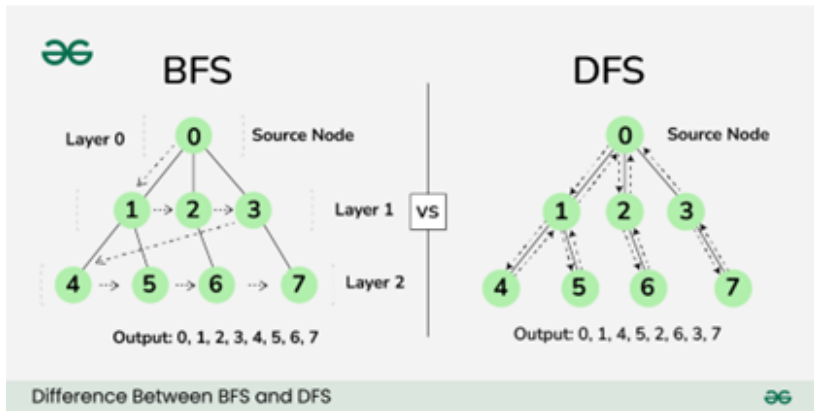 BFS
Layer 0
0
Source Node
1
2
3
Layer 1
4
5
6
7
Layer 2
Output: 0, 1, 2, 3, 4, 5, 6, 7
VS
DFS
0
Source Node
1
2
3
4
5
6
7
Output: 0, 1, 4, 5, 2, 6, 3, 7
Difference Between BFS and DFS